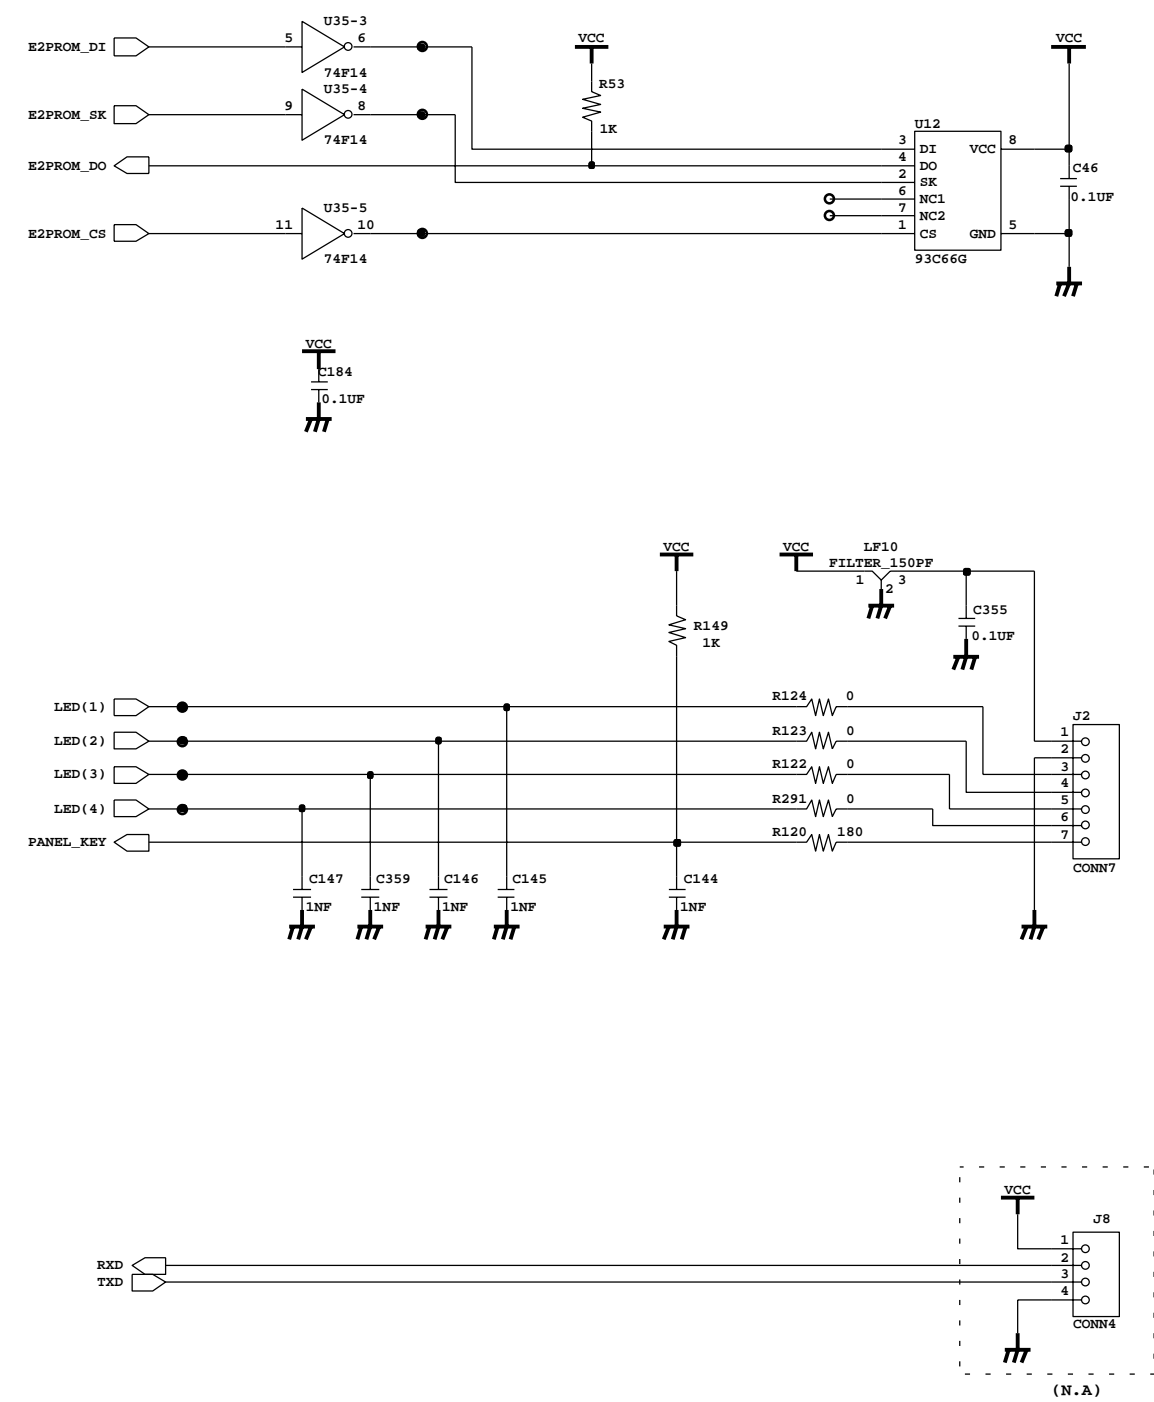 U35-3
E2PROM_DI 5 6
74F14
VCC
VCC
R53
1K
U35-4
E2PROM_SK 9 8
74F14
U12
3 DI VCC 8
E2PROM_DO 4 DO
2 SK
C46
0.1UF
6 NC1
7 NC2
U35-5
E2PROM_CS 11 10
74F14
1 CS GND 5
93C66G
VCC
C184
0.1UF
VCC
VCC
LF10
FILTER_150PF
1 2 3
C355
0.1UF
R149
1K
LED(1) R124 0
J2
1
LED(2) R123 0
2
LED(3) R122 0
3
4
LED(4) R291 0
5
6
PANEL_KEY R120 180
7
CONN7
C147 C359 C146 C145 C144
1NF 1NF 1NF 1NF 1NF
VCC
J8
1
RXD 2
TXD 3
4
CONN4
(N.A)